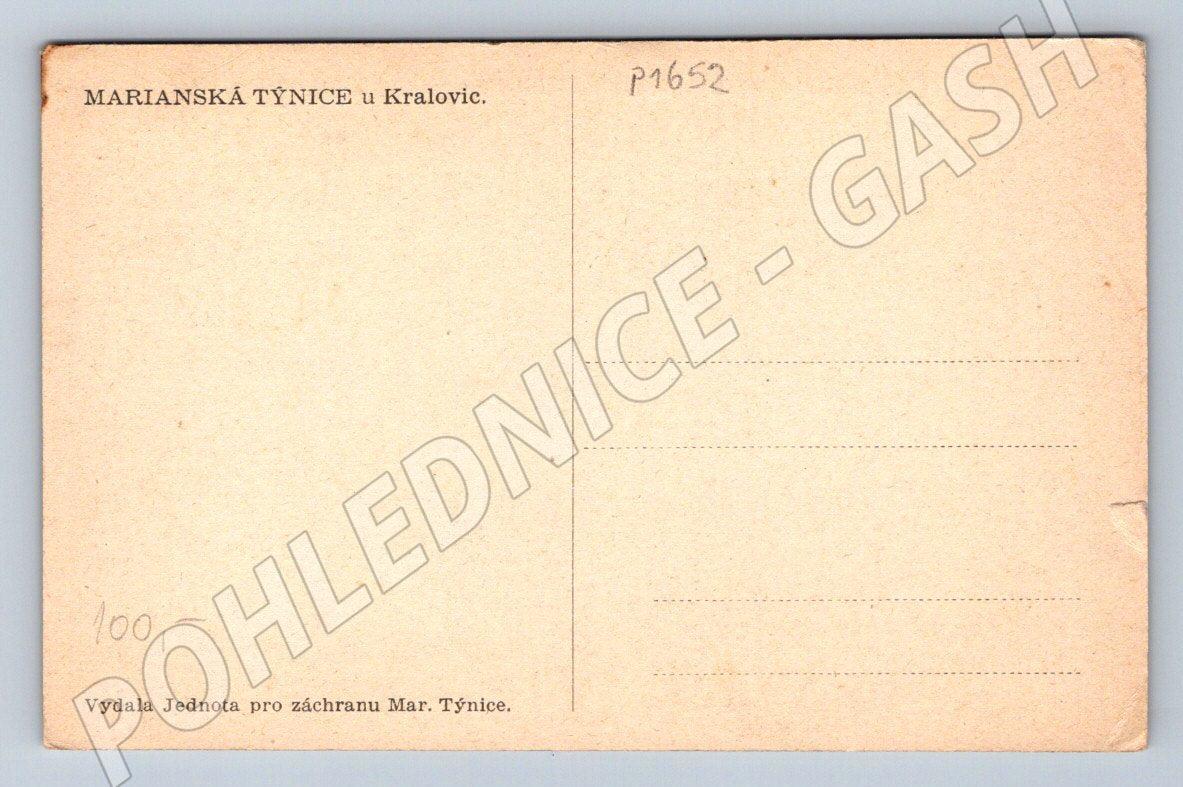 MARIANSKÁ TÝNICE u Kralovic.
P1652
100,-
Vydala Jednota pro záchranu Mar. Týnice.
POHLEDNICE - GASH